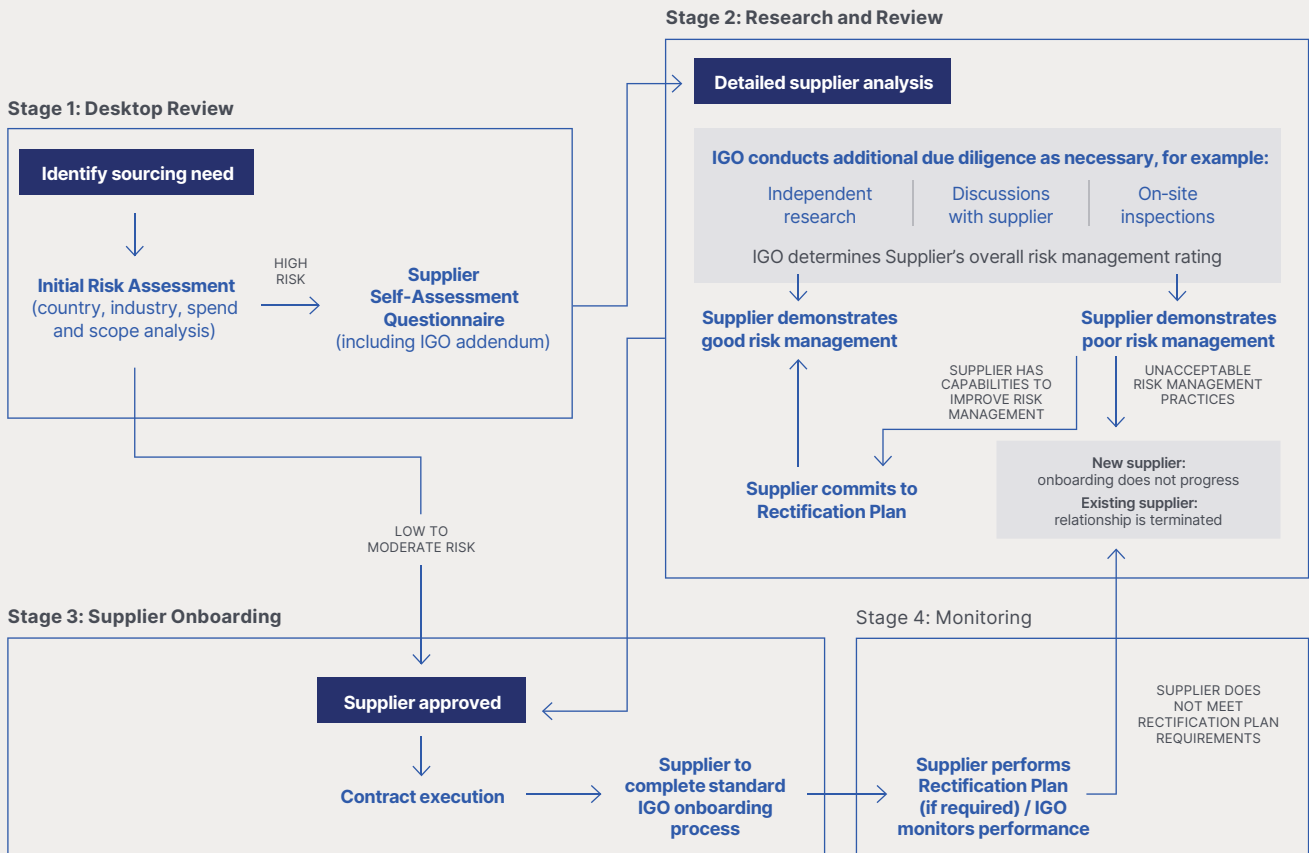 Stage 1: Desktop Review
Identify sourcing need
Initial Risk Assessment
(country, industry, spend
and scope analysis)
HIGH
RISK
Supplier
Self-Assessment
Questionnaire
(including IGO addendum)
LOW TO
MODERATE RISK
Stage 2: Research and Review
Detailed supplier analysis
IGO conducts additional due diligence as necessary, for example:
Independent
research
Discussions
with supplier
On-site
inspections
IGO determines Supplier’s overall risk management rating
Supplier demonstrates
good risk management
Supplier demonstrates
poor risk management
SUPPLIER HAS
CAPABILITIES TO
IMPROVE RISK
MANAGEMENT
UNACCEPTABLE
RISK MANAGEMENT
PRACTICES
Supplier commits to
Rectification Plan
New supplier:
onboarding does not progress
Existing supplier:
relationship is terminated
Stage 3: Supplier Onboarding
Supplier approved
Contract execution
Supplier to
complete standard
IGO onboarding
process
Stage 4: Monitoring
Supplier performs
Rectification Plan
(if required) / IGO
monitors performance
SUPPLIER DOES
NOT MEET
RECTIFICATION PLAN
REQUIREMENTS